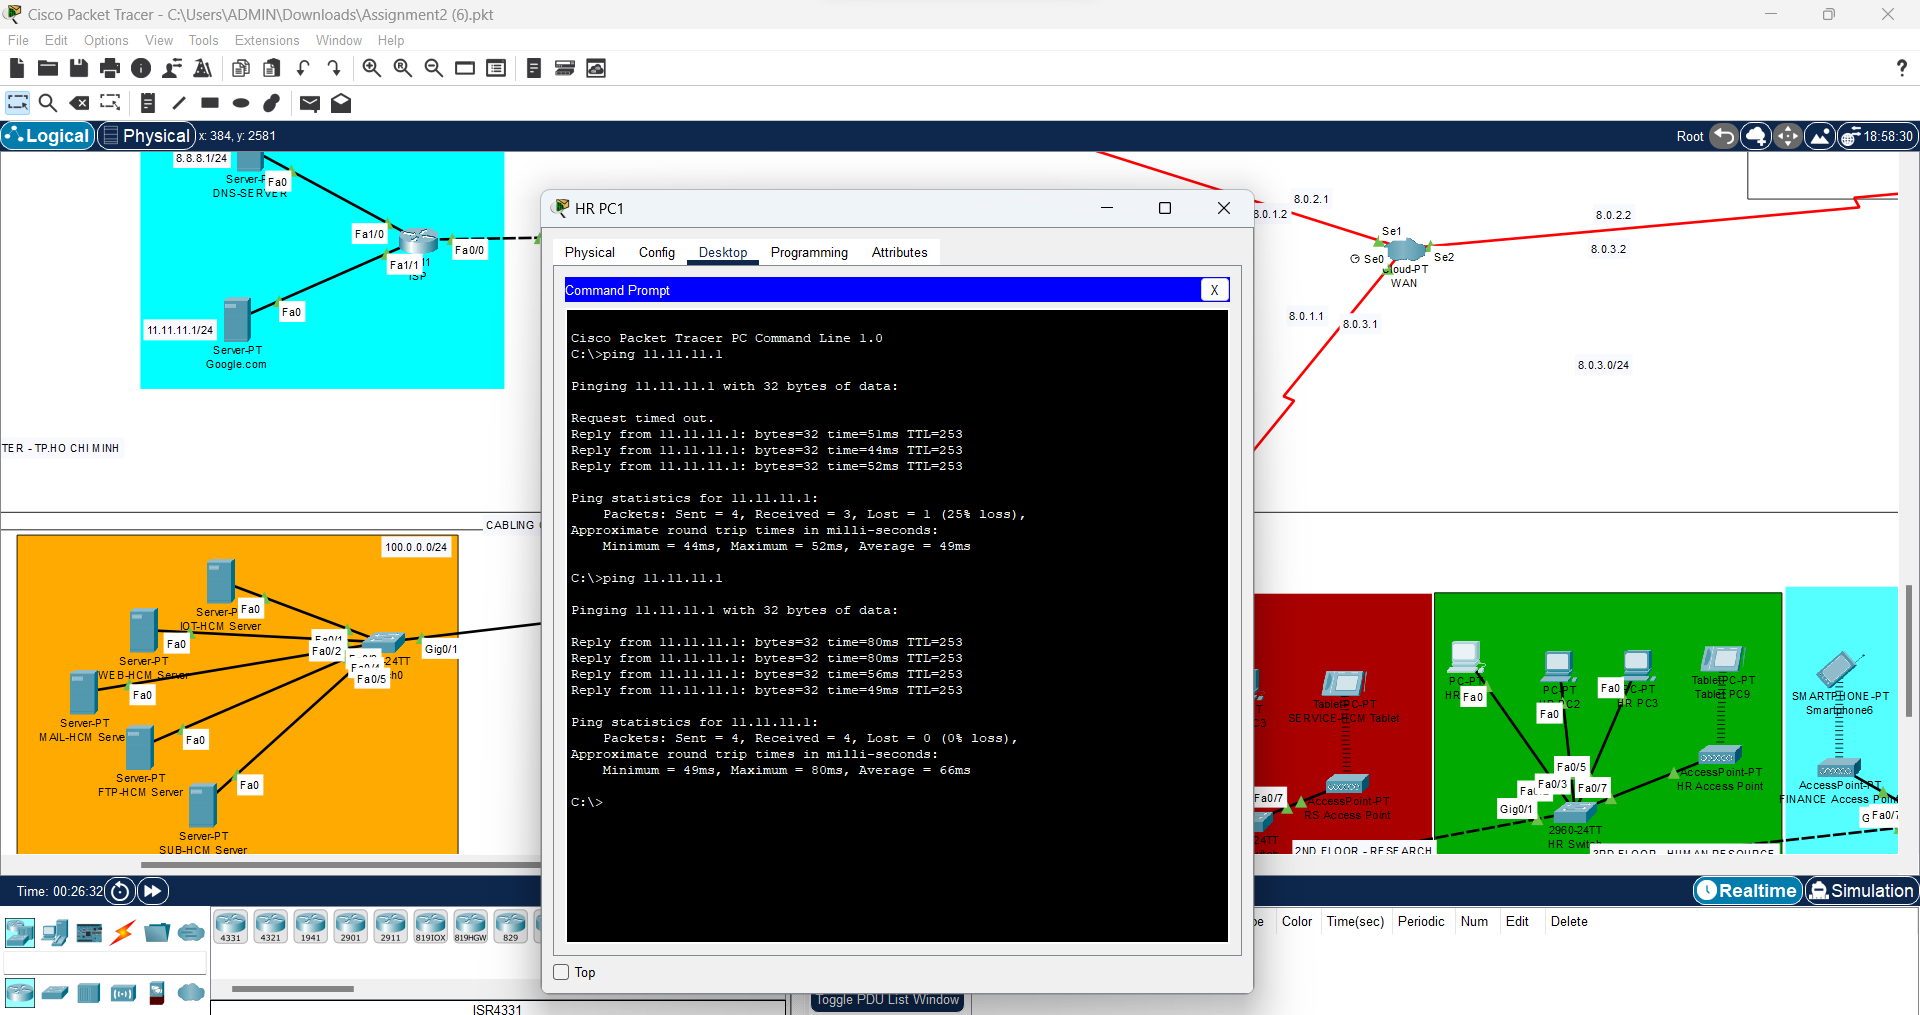 Cisco Packet Tracer - C:\Users\ADMIN\Downloads\Assignment2 (6).pkt
File Edit Options View Tools Extensions Window Help
Logical Physical x: 384, y: 2581
Root 18:58:30
8.8.8.1/24
DNS-SERVER
Fa0
Fa1/0
Fa0/0
Fa1/1
ISP
Fa0
11.11.11.1/24
Server-PT
Google.com
TER - TP.HO CHI MINH
CABLING
100.0.0.0/24
Fa0
IOT-HCM Server
Fa0
Server-PT
WEB-HCM Server
Fa0/2
Gig0/1
Fa0/5
Fa0
Server-PT
MAIL-HCM Serve
Fa0
Server-PT
FTP-HCM Server
Fa0
Server-PT
SUB-HCM Server
HR PC1
Physical Config Desktop Programming Attributes
Command Prompt
X
Cisco Packet Tracer PC Command Line 1.0
C:\>ping 11.11.11.1
Pinging 11.11.11.1 with 32 bytes of data:
Request timed out.
Reply from 11.11.11.1: bytes=32 time=51ms TTL=253
Reply from 11.11.11.1: bytes=32 time=44ms TTL=253
Reply from 11.11.11.1: bytes=32 time=52ms TTL=253
Ping statistics for 11.11.11.1:
Packets: Sent = 4, Received = 3, Lost = 1 (25% loss),
Approximate round trip times in milli-seconds:
Minimum = 44ms, Maximum = 52ms, Average = 49ms
C:\>ping 11.11.11.1
Pinging 11.11.11.1 with 32 bytes of data:
Reply from 11.11.11.1: bytes=32 time=80ms TTL=253
Reply from 11.11.11.1: bytes=32 time=80ms TTL=253
Reply from 11.11.11.1: bytes=32 time=56ms TTL=253
Reply from 11.11.11.1: bytes=32 time=49ms TTL=253
Ping statistics for 11.11.11.1:
Packets: Sent = 4, Received = 4, Lost = 0 (0% loss),
Approximate round trip times in milli-seconds:
Minimum = 49ms, Maximum = 80ms, Average = 66ms
C:\>
Top
8.0.2.1
8.0.1.2
8.0.2.2
Se1
8.0.3.2
Se0
Se2
WAN
8.0.1.1
8.0.3.1
8.0.3.0/24
TabletPC-PT
SERVICE-HCM Tablet
Fa0/7
AccessPoint-PT
RS Access Point
2ND FLOOR - RESEARCH
Fa0
Fa0
Fa0
HR PC3
TabletPC-PT
Tablet PC9
Fa0/5
Fa0/3
Fa0/7
Gig0/1
AccessPoint-PT
HR Access Point
2960-24TT
HR Switch
3RD FLOOR - HUMAN RESOURCE
SMARTPHONE-PT
Smartphone6
AccessPoint-PT
FINANCE Access Point
Fa0/7
Time: 00:26:32
Realtime Simulation
4331 4321 1941 2901 2911 819IOX 819HGW 829
Color Time(sec) Periodic Num Edit Delete
Toggle PDU List Window
ISR4331